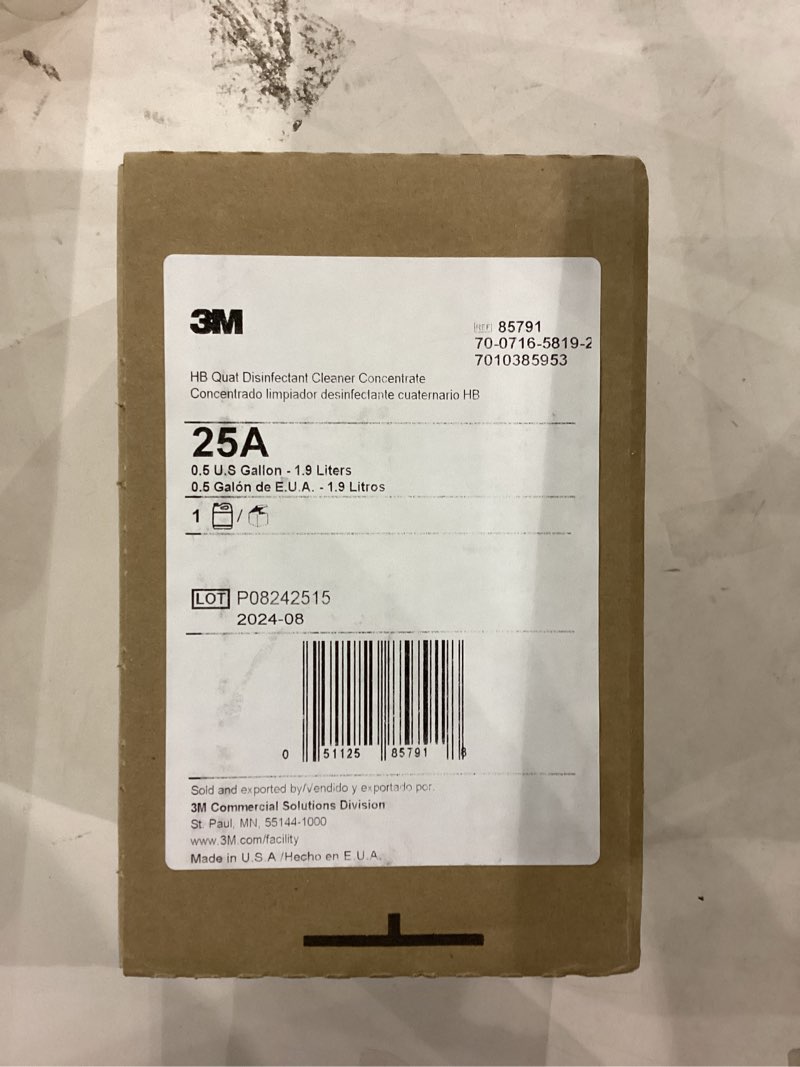 3M
REF 85791
70-0716-5819-2
7010385953
HB Quat Disinfectant Cleaner Concentrate
Concentrado limpiador desinfectante cuaternario HB
25A
0.5 U.S Gallon - 1.9 Liters
0.5 Galón de E.U.A. - 1.9 Litros
1 /
LOT P08242515
2024-08
0 51125 85791 8
Sold and exported by/Vendido y exportado por:
3M Commercial Solutions Division
St. Paul, MN, 55144-1000
www.3M.com/facility
Made in U.S.A /Hecho en E.U.A.